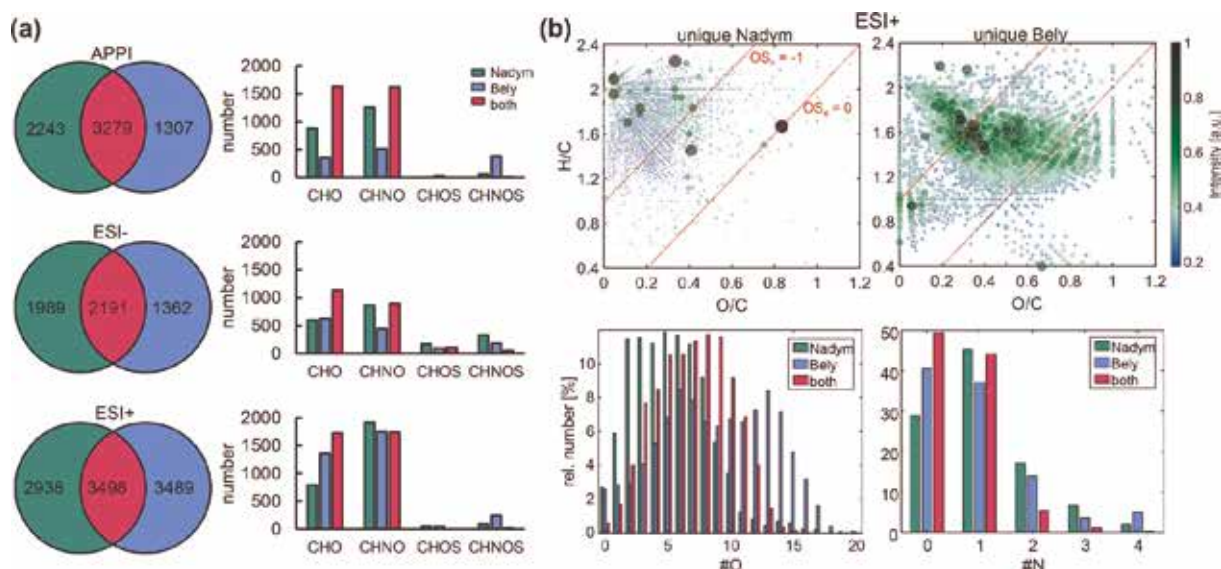 (a)
APPI
2243 3279 1307
2000
1500
1000
500
0
number
Nadym
Bely
both
CHO CHNO CHOS CHNOS
ESI-
1989 2191 1362
2000
1500
1000
500
0
number
CHO CHNO CHOS CHNOS
ESI+
2938 3498 3489
2000
1500
1000
500
0
number
CHO CHNO CHOS CHNOS
(b)
ESI+
unique Nadym
unique Bely
2.4
2.0
1.6
1.2
0.8
0.4
H/C
= -1
= 0
0 0.2 0.4 0.6 0.8 1 1.2
O/C
2.4
2.0
1.6
1.2
0.8
0.4
0 0.2 0.4 0.6 0.8 1 1.2
O/C
1
0.8
0.6
0.4
0.2
Intensity [a.u.]
10
8
6
4
2
0
rel. number [%]
Nadym
Bely
both
0 5 10 15 20
#O
50
40
30
20
10
0
Nadym
Bely
both
0 1 2 3 4
#N